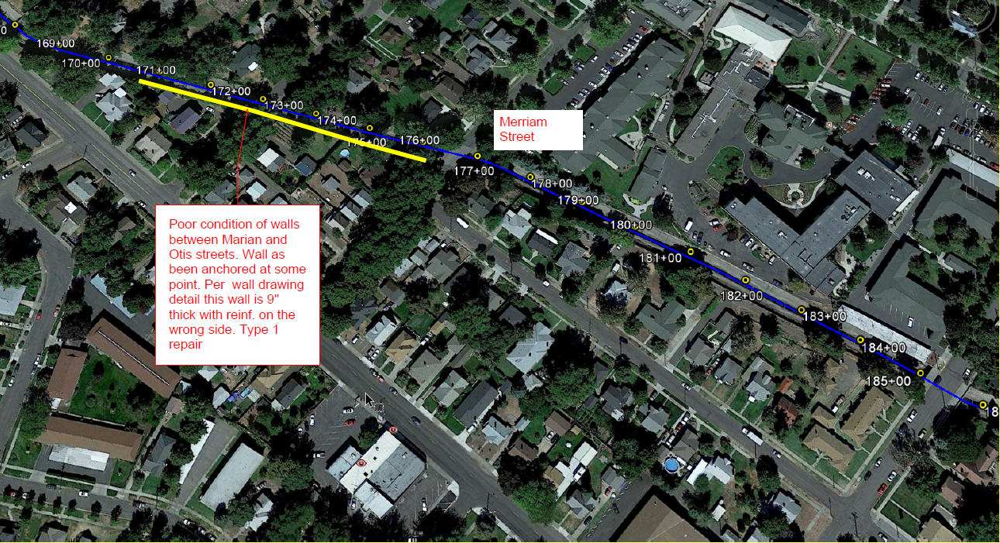 0
169+00
170+00
171+00
172+00
173+00
174+00
175+00
176+00
177+00
178+00
179+00
180+00
181+00
182+00
183+00
184+00
185+00
18
Merriam
Street
Poor condition of walls
between Marian and
Otis streets. Wall as
been anchored at some
point. Per  wall drawing
detail this wall is 9"
thick with reinf. on the
wrong side. Type 1
repair